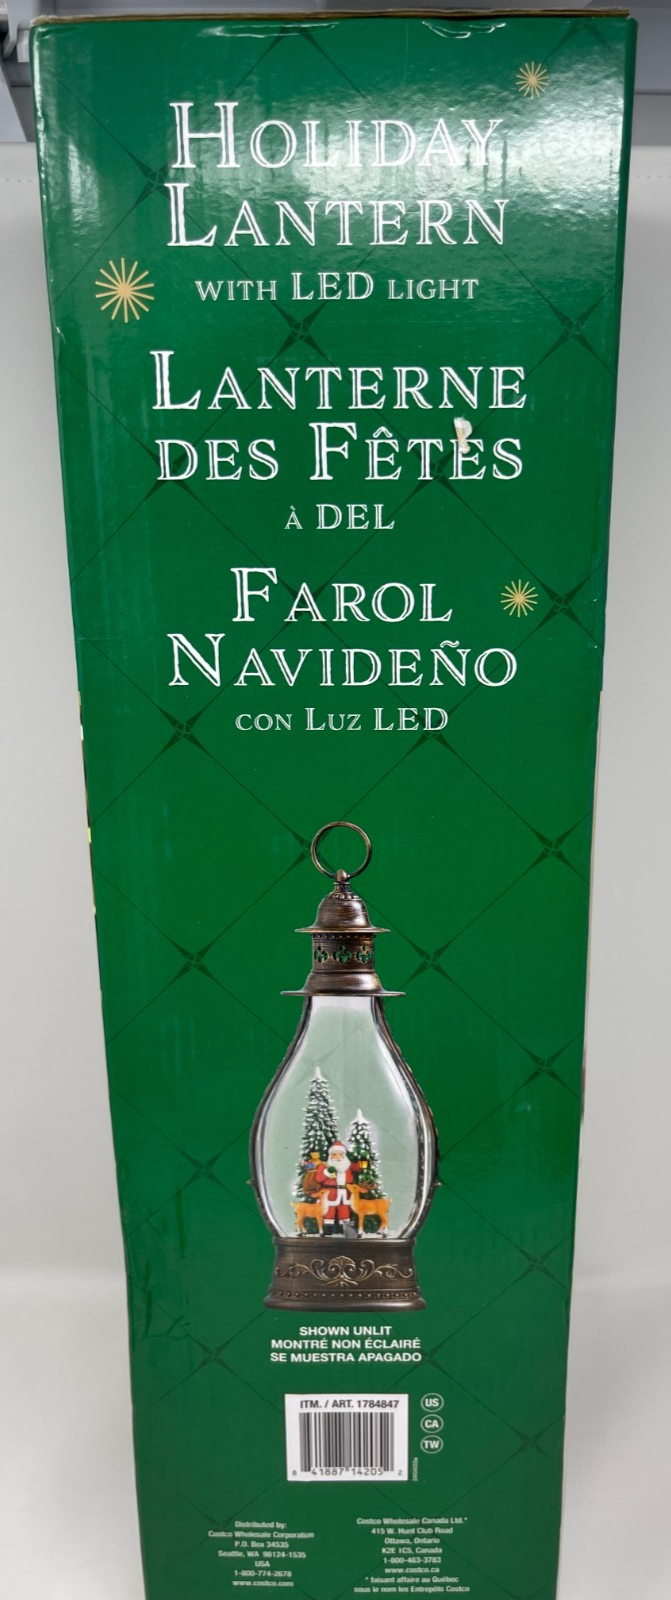 HOLIDAY
LANTERN
WITH LED LIGHT
LANTERNE
DES FÊTES
À DEL
FAROL
NAVIDEÑO
CON LUZ LED
SHOWN UNLIT
MONTRÉ NON ÉCLAIRÉ
SE MUESTRA APAGADO
ITM. / ART. 1784847
8 41887 14205 2
US
CA
TW
Distributed by:
Costco Wholesale Corporation
P.O. Box 34535
Seattle, WA 98124-1535
USA
1-800-774-2678
www.costco.com
Costco Wholesale Canada Ltd.*
415 W. Hunt Club Road
Ottawa, Ontario
K2E 1C5, Canada
1-800-463-3783
www.costco.ca
* faisant affaire au Québec
sous le nom les Entrepôts Costco